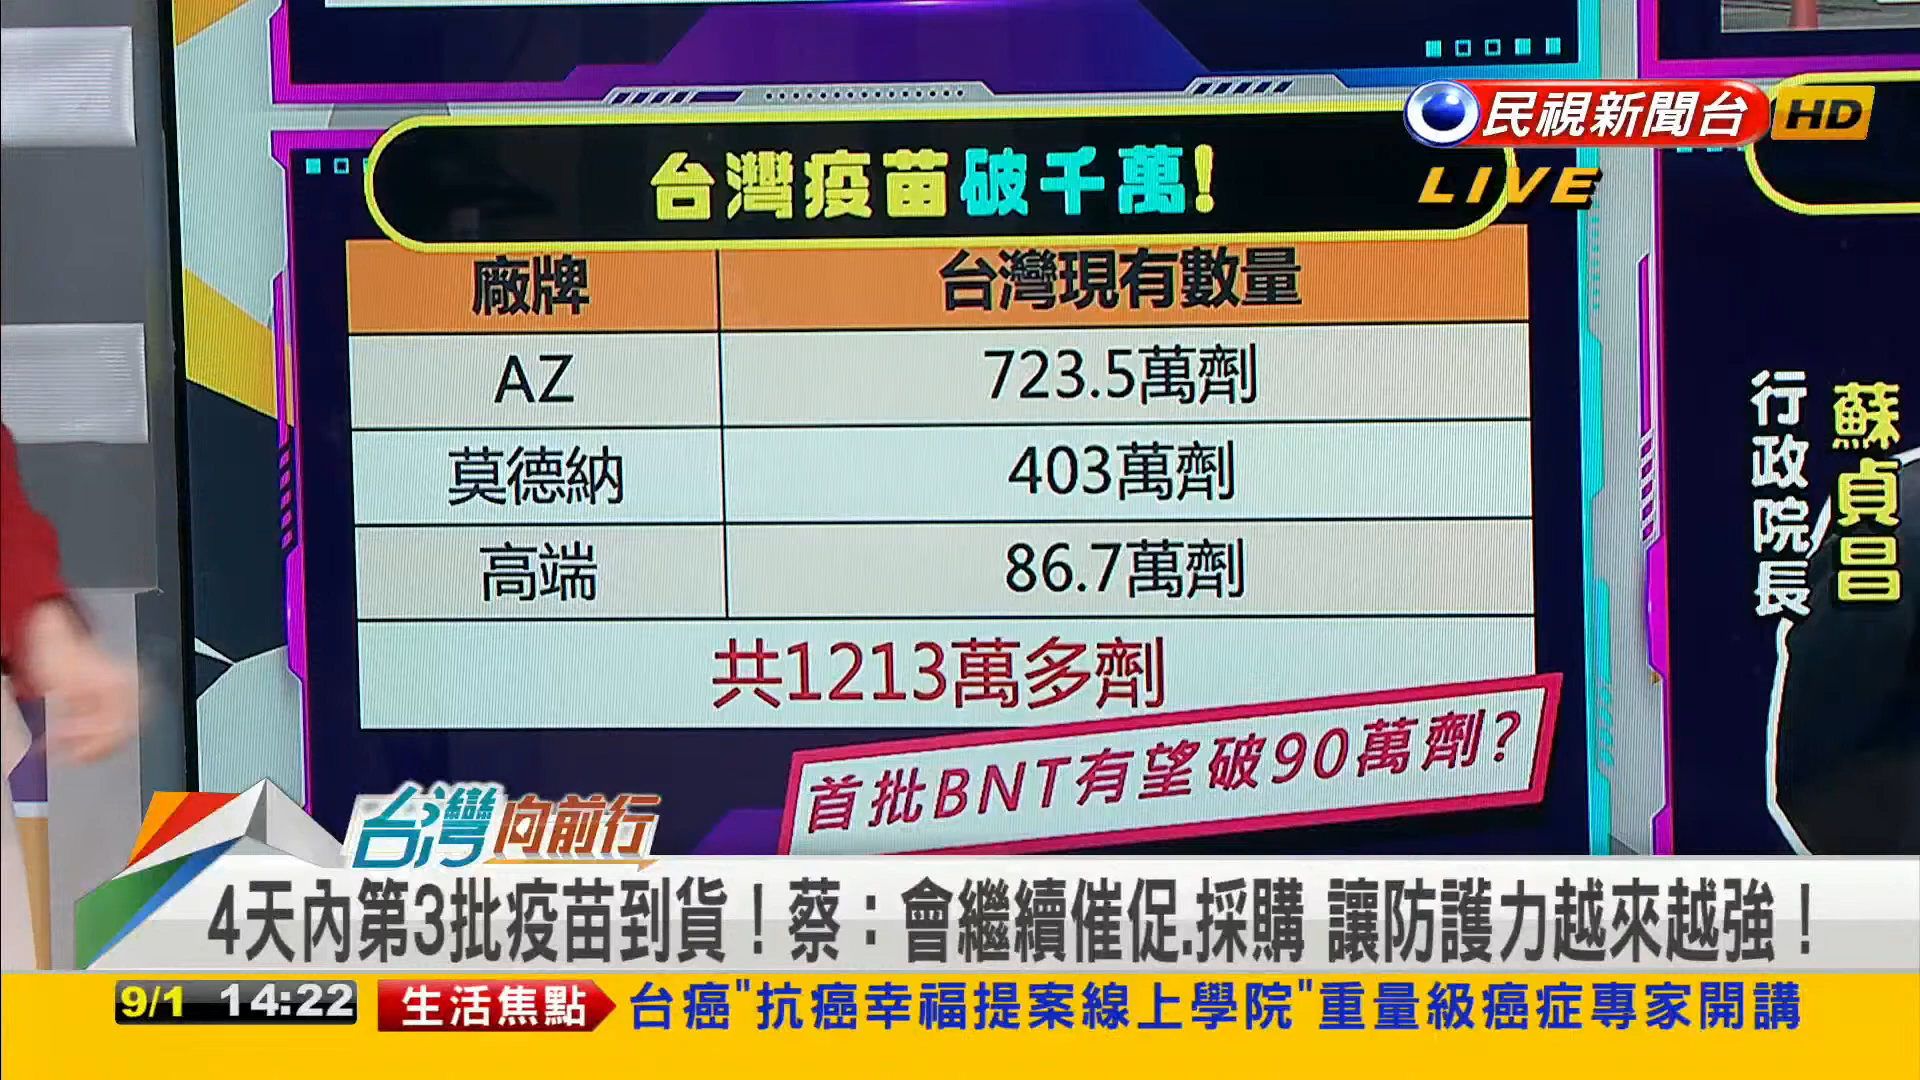 民視新聞台 HD
LIVE
台灣疫苗破千萬!
廠牌 台灣現有數量
AZ 723.5萬劑
莫德納 403萬劑
高端 86.7萬劑
共1213萬多劑
首批BNT有望破90萬劑?
行政院長
蘇貞昌
台灣向前行
4天內第3批疫苗到貨！蔡：會繼續催促.採購 讓防護力越來越強！
9/1 14:22 生活焦點 台癌"抗癌幸福提案線上學院"重量級癌症專家開講